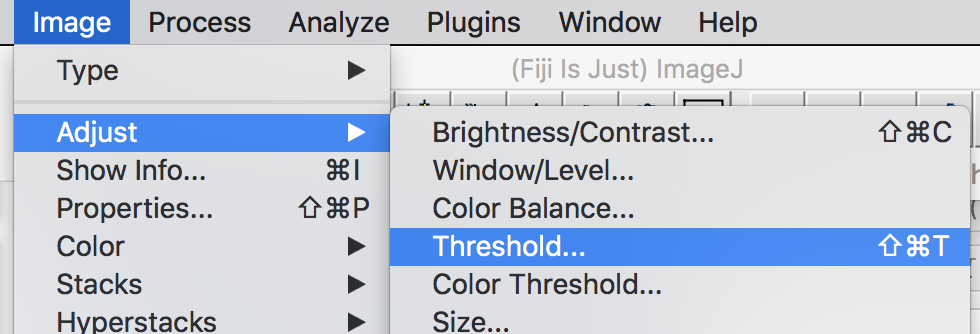 Image Process Analyze Plugins Window Help
(Fiji Is Just) ImageJ
Type ▶
Adjust ▶
Show Info... ⌘I
Properties... ⇧⌘P
Color ▶
Stacks ▶
Hyperstacks ▶
Brightness/Contrast... ⇧⌘C
Window/Level...
Color Balance...
Threshold... ⇧⌘T
Color Threshold...
Size...